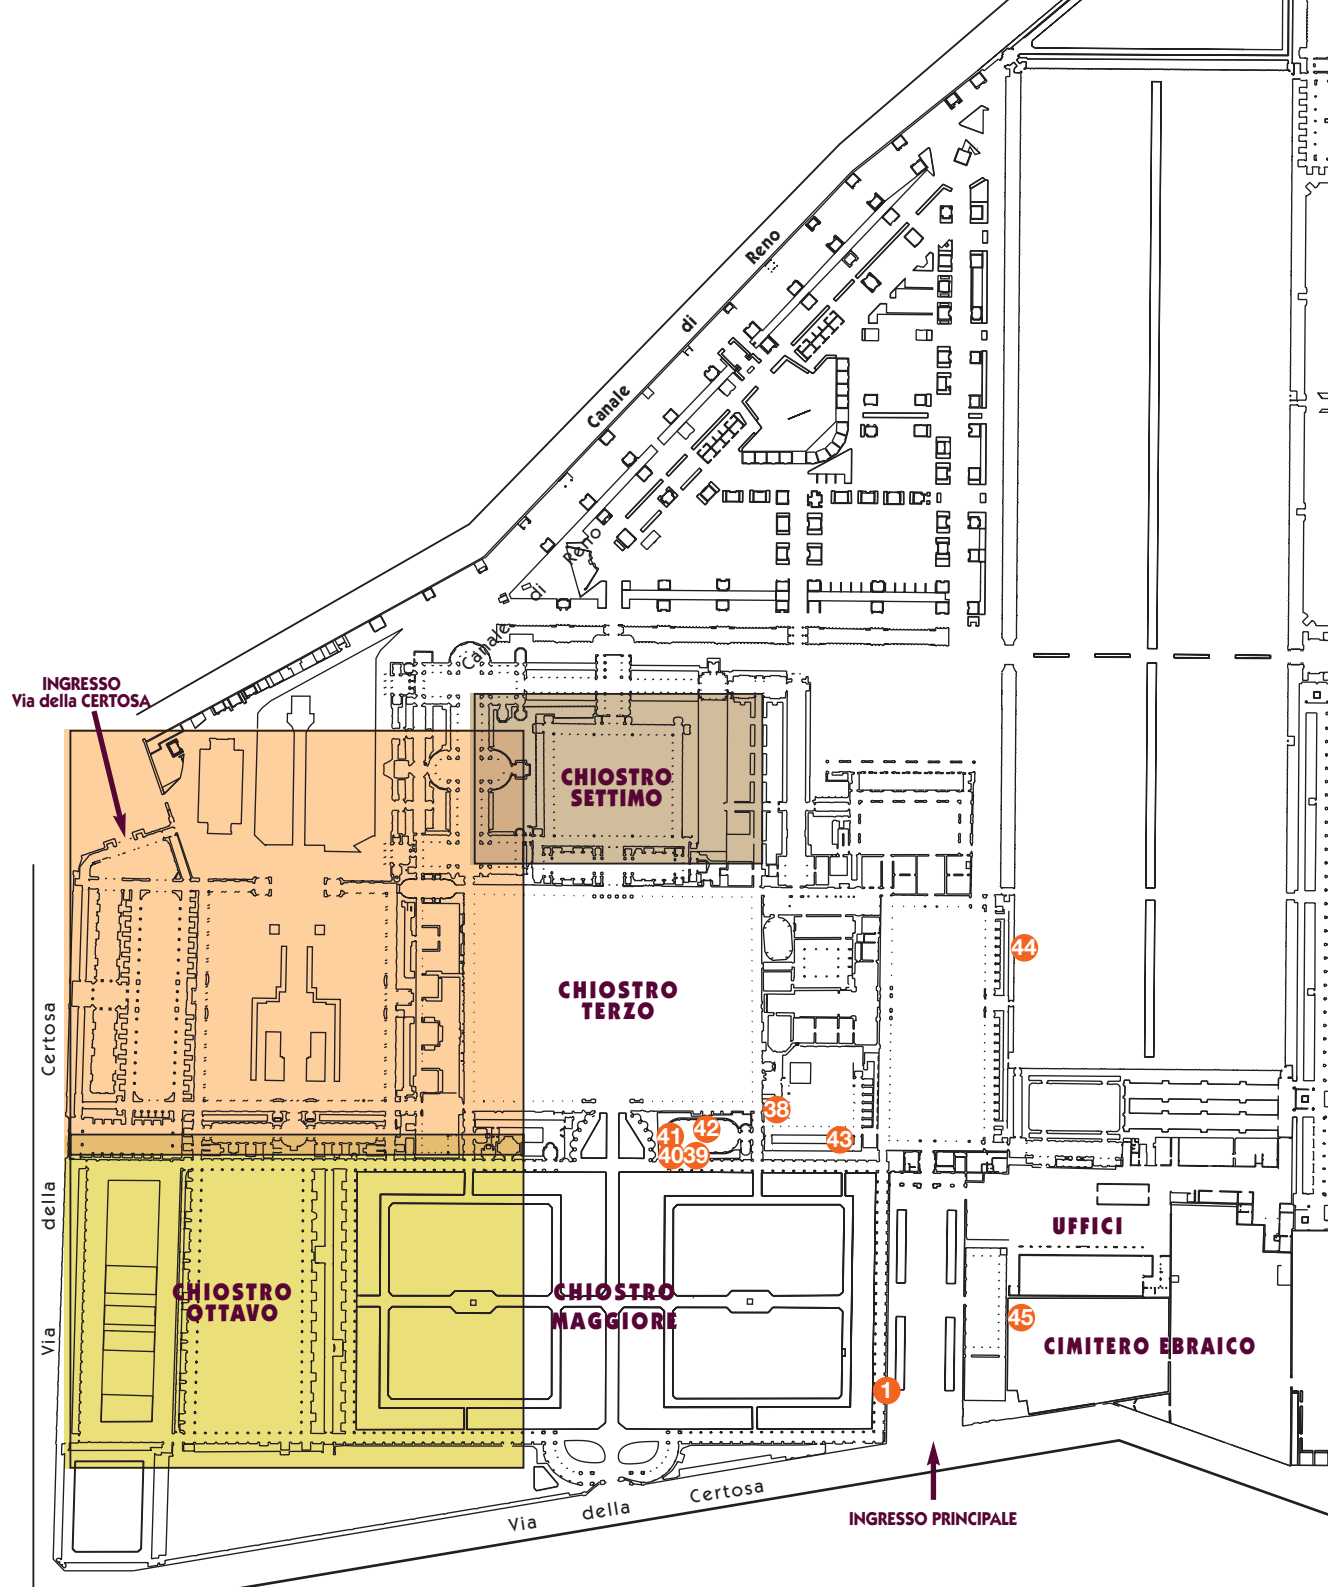 Canale di Reno
Canale di Reno
INGRESSO
Via della CERTOSA
CHIOSTRO
SETTIMO
44
CHIOSTRO
TERZO
38
41
42
43
40
39
UFFICI
CHIOSTRO
OTTAVO
CHIOSTRO
MAGGIORE
45
CIMITERO EBRAICO
1
Via della Certosa
Via della Certosa
INGRESSO PRINCIPALE